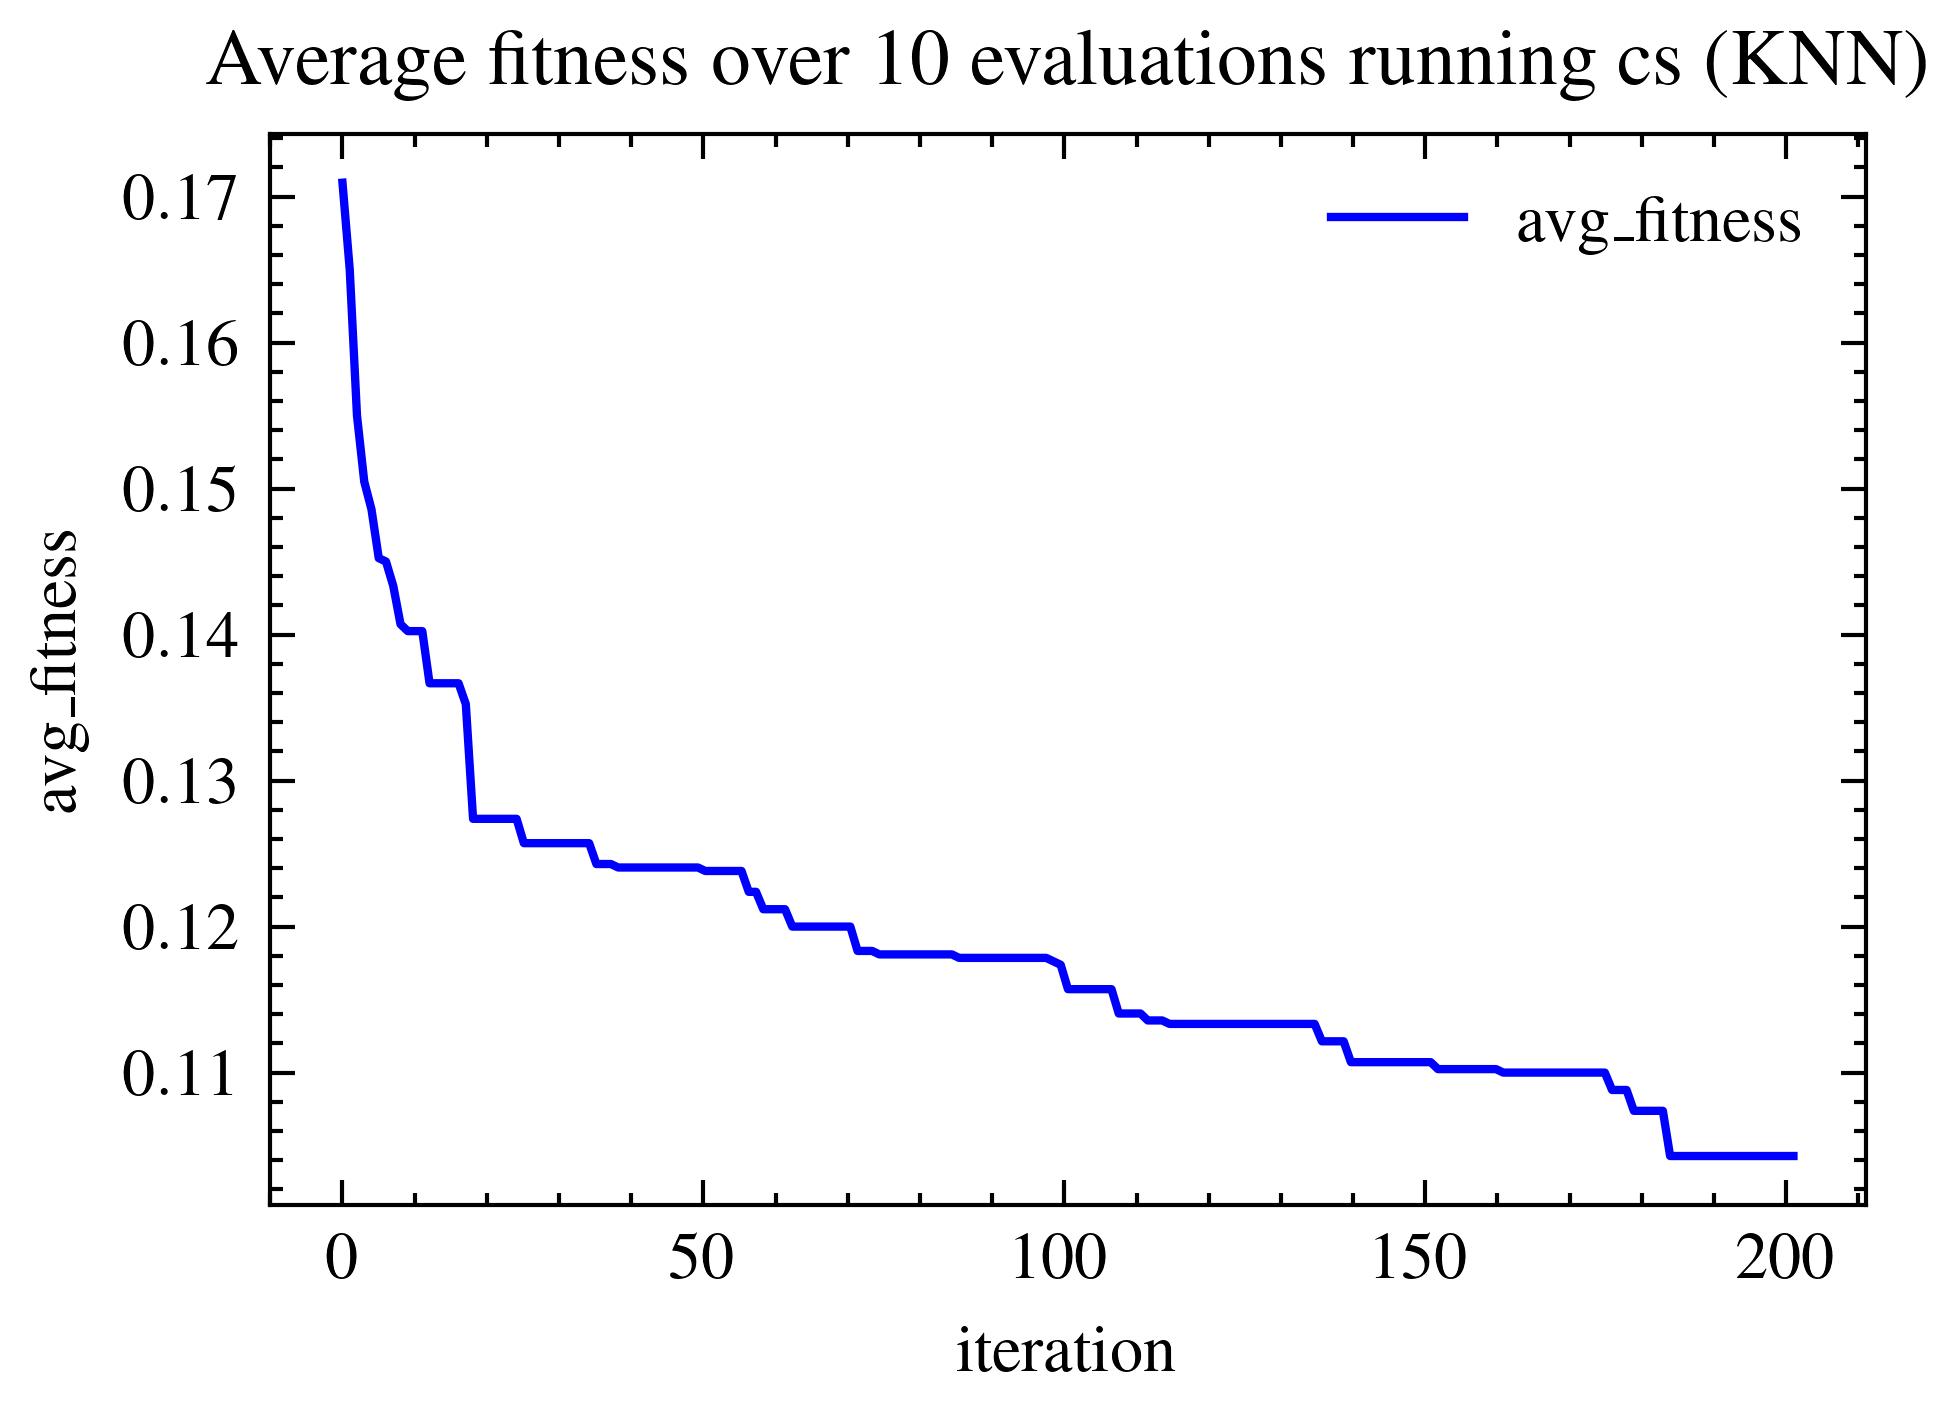 Average fitness over 10 evaluations running cs (KNN)
avg_fitness
0.17
0.16
0.15
0.14
0.13
0.12
0.11
avg_fitness
0 50 100 150 200
iteration